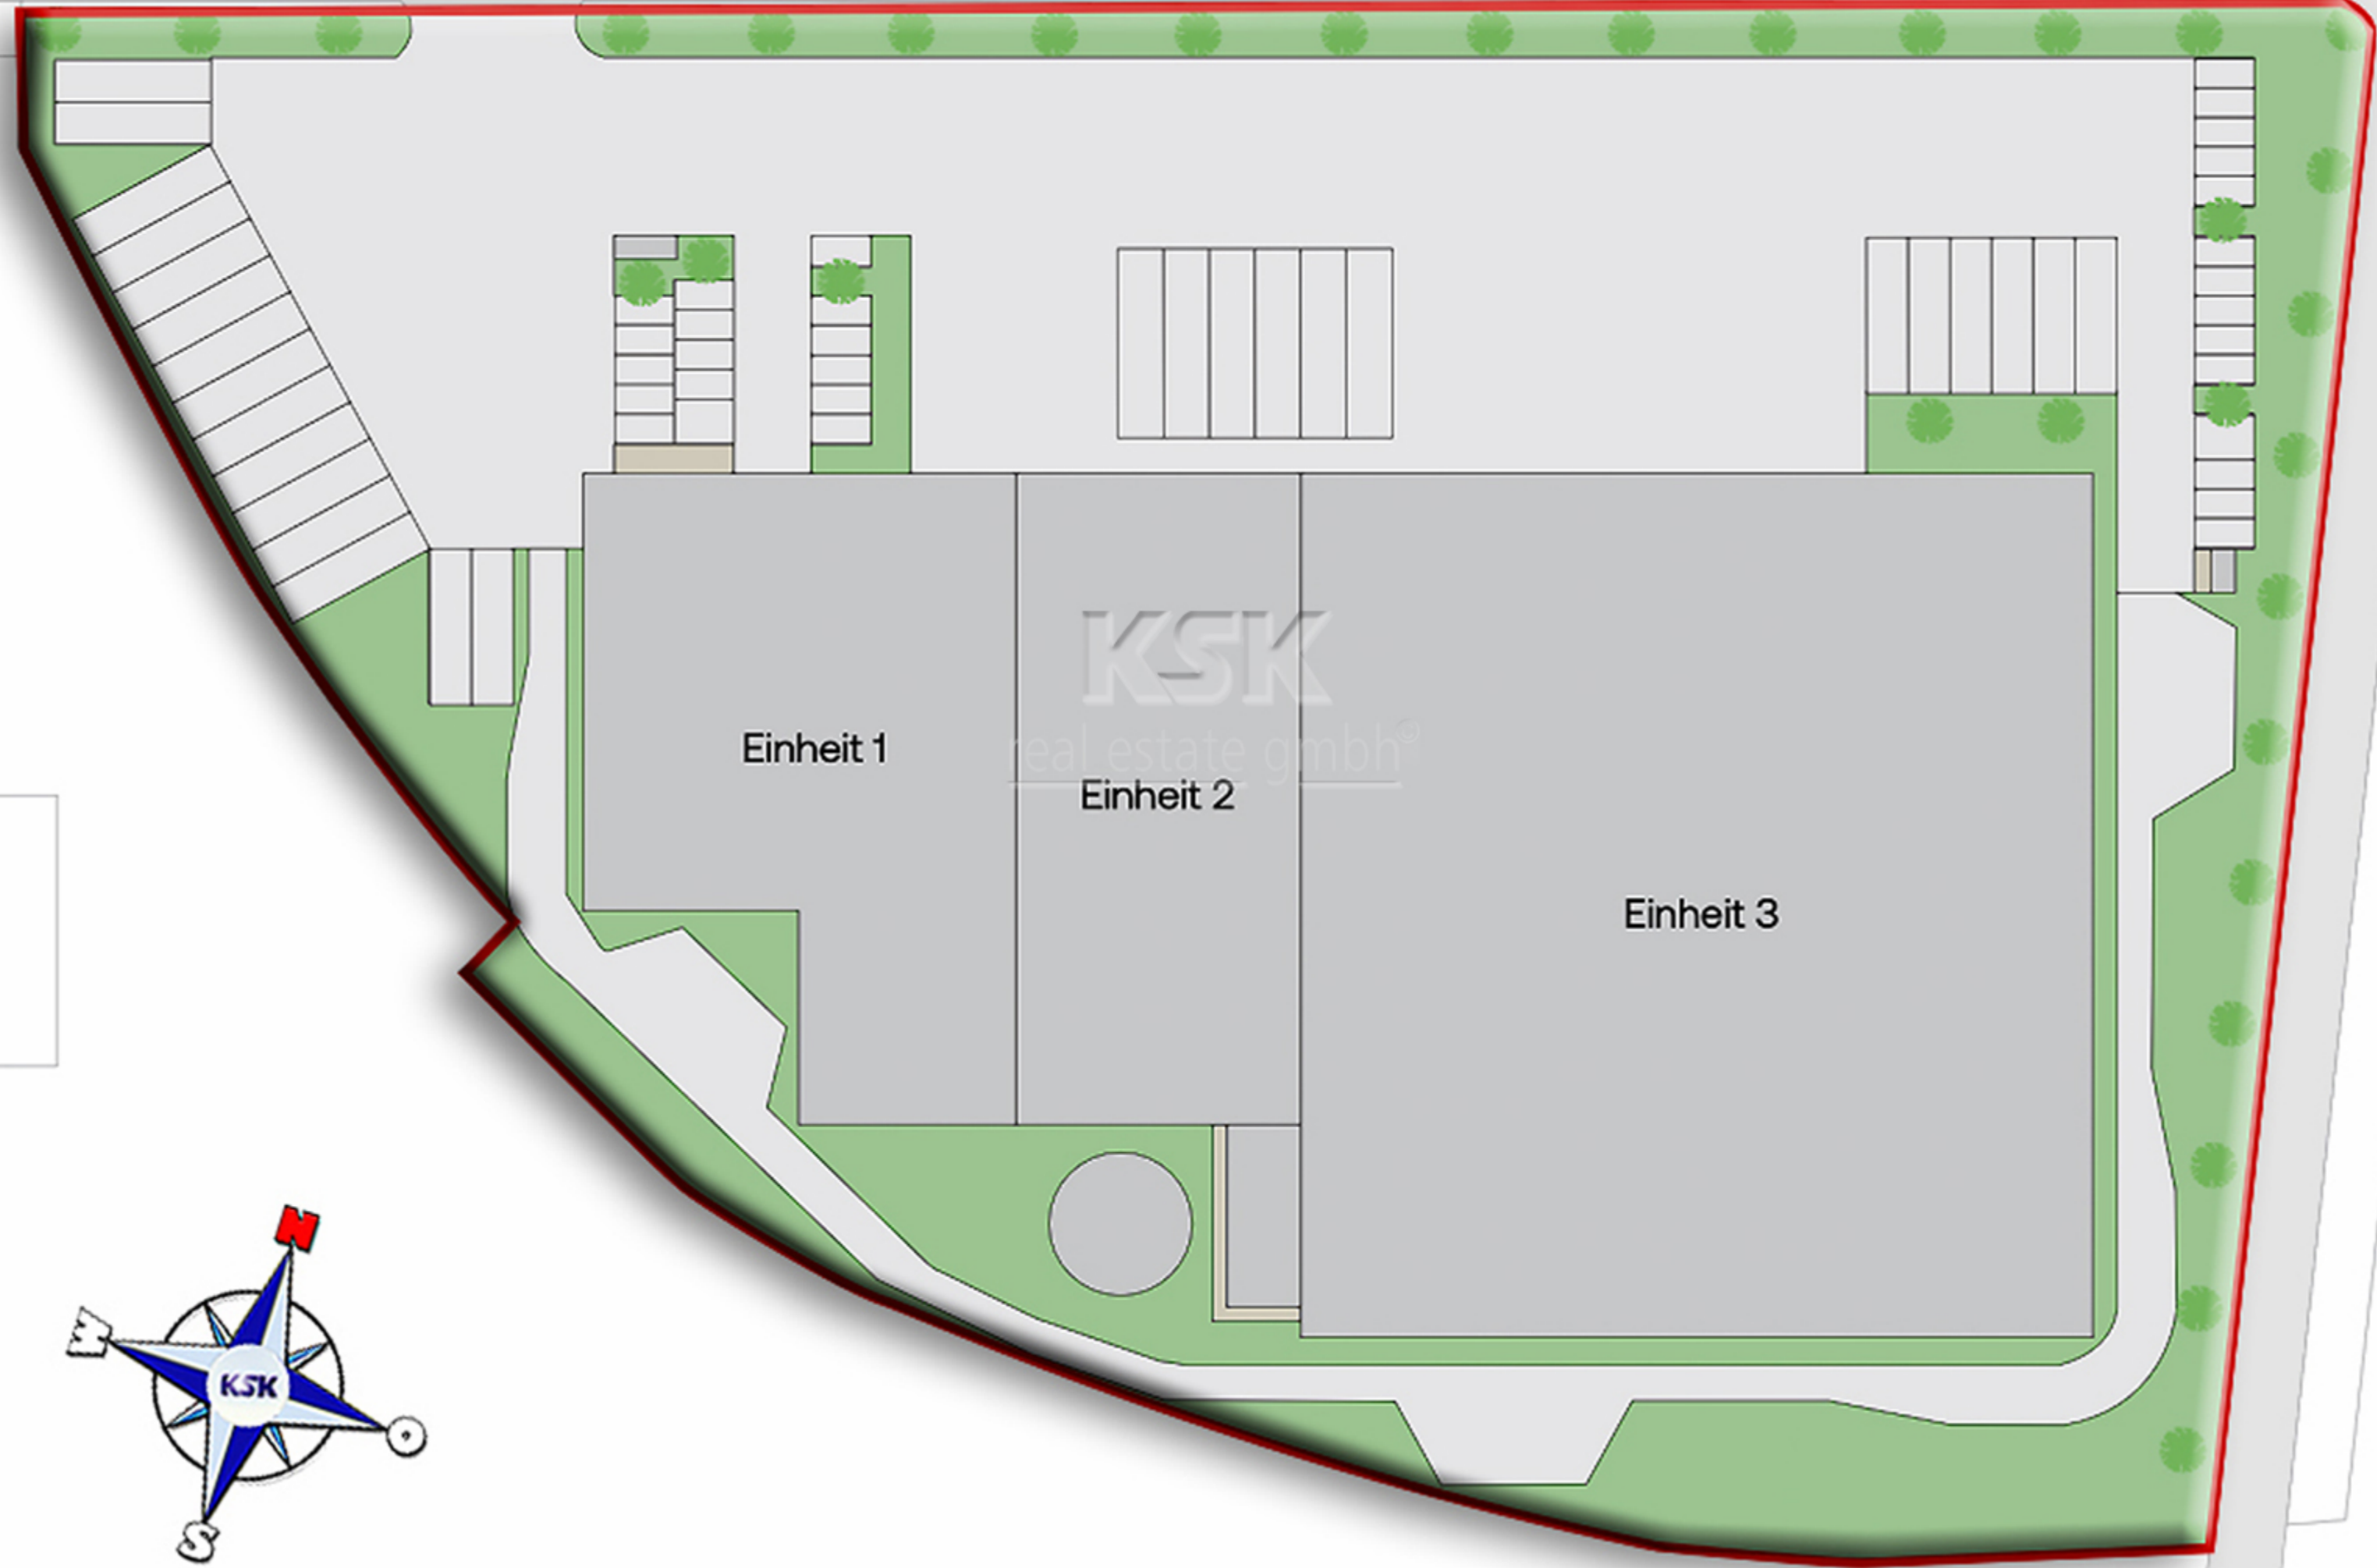 KSK
real estate gmbh©
Einheit 1
Einheit 2
Einheit 3
N
W
KSK
O
S